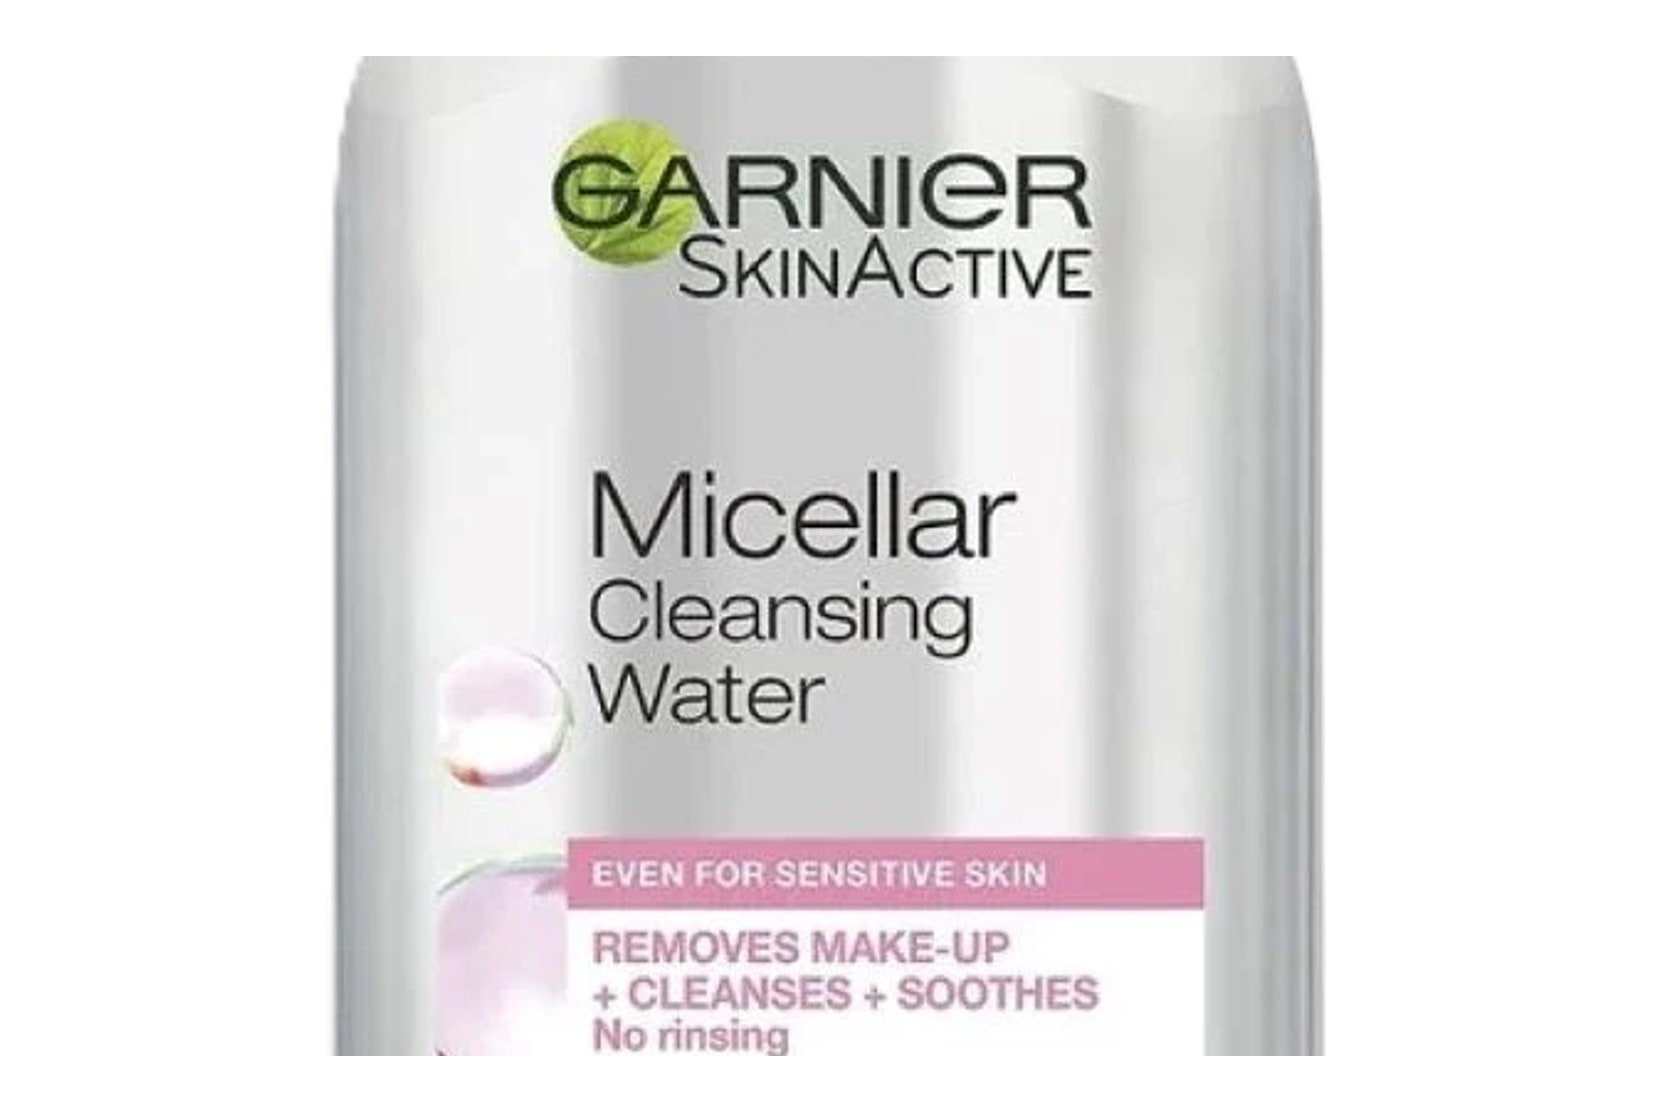 GARNIER
SKINACTIVE
Micellar
Cleansing
Water
EVEN FOR SENSITIVE SKIN
REMOVES MAKE-UP
+ CLEANSES + SOOTHES
No rinsing